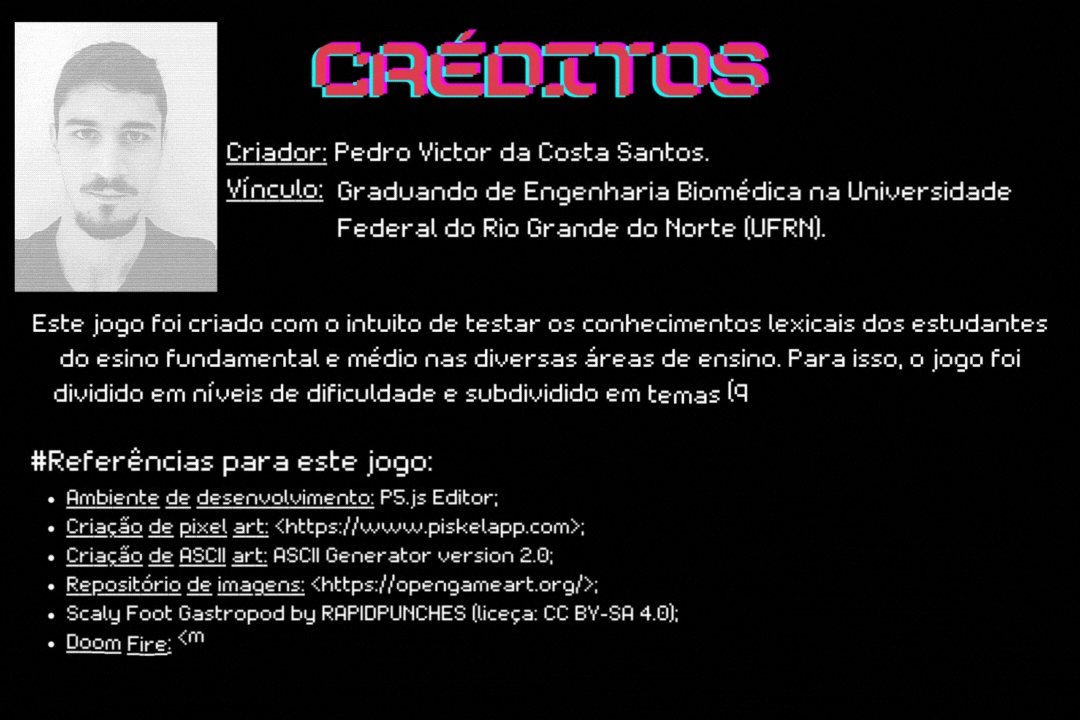 CRÉDITOS
Criador: Pedro Victor da Costa Santos.
Vínculo: Graduando de Engenharia Biomédica na Universidade
Federal do Rio Grande do Norte (UFRN).
Este jogo foi criado com o intuito de testar os conhecimentos lexicais dos estudantes
do esino fundamental e médio nas diversas áreas de ensino. Para isso, o jogo foi
dividido em níveis de dificuldade e subdividido em temas (q
#Referências para este jogo:
• Ambiente de desenvolvimento: P5.js Editor;
• Criação de pixel art: <https://www.piskelapp.com>;
• Criação de ASCII art: ASCII Generator version 2.0;
• Repositório de imagens: <https://opengameart.org/>;
• Scaly Foot Gastropod by RAPIDPUNCHES (liceça: CC BY-SA 4.0);
• Doom Fire: <m